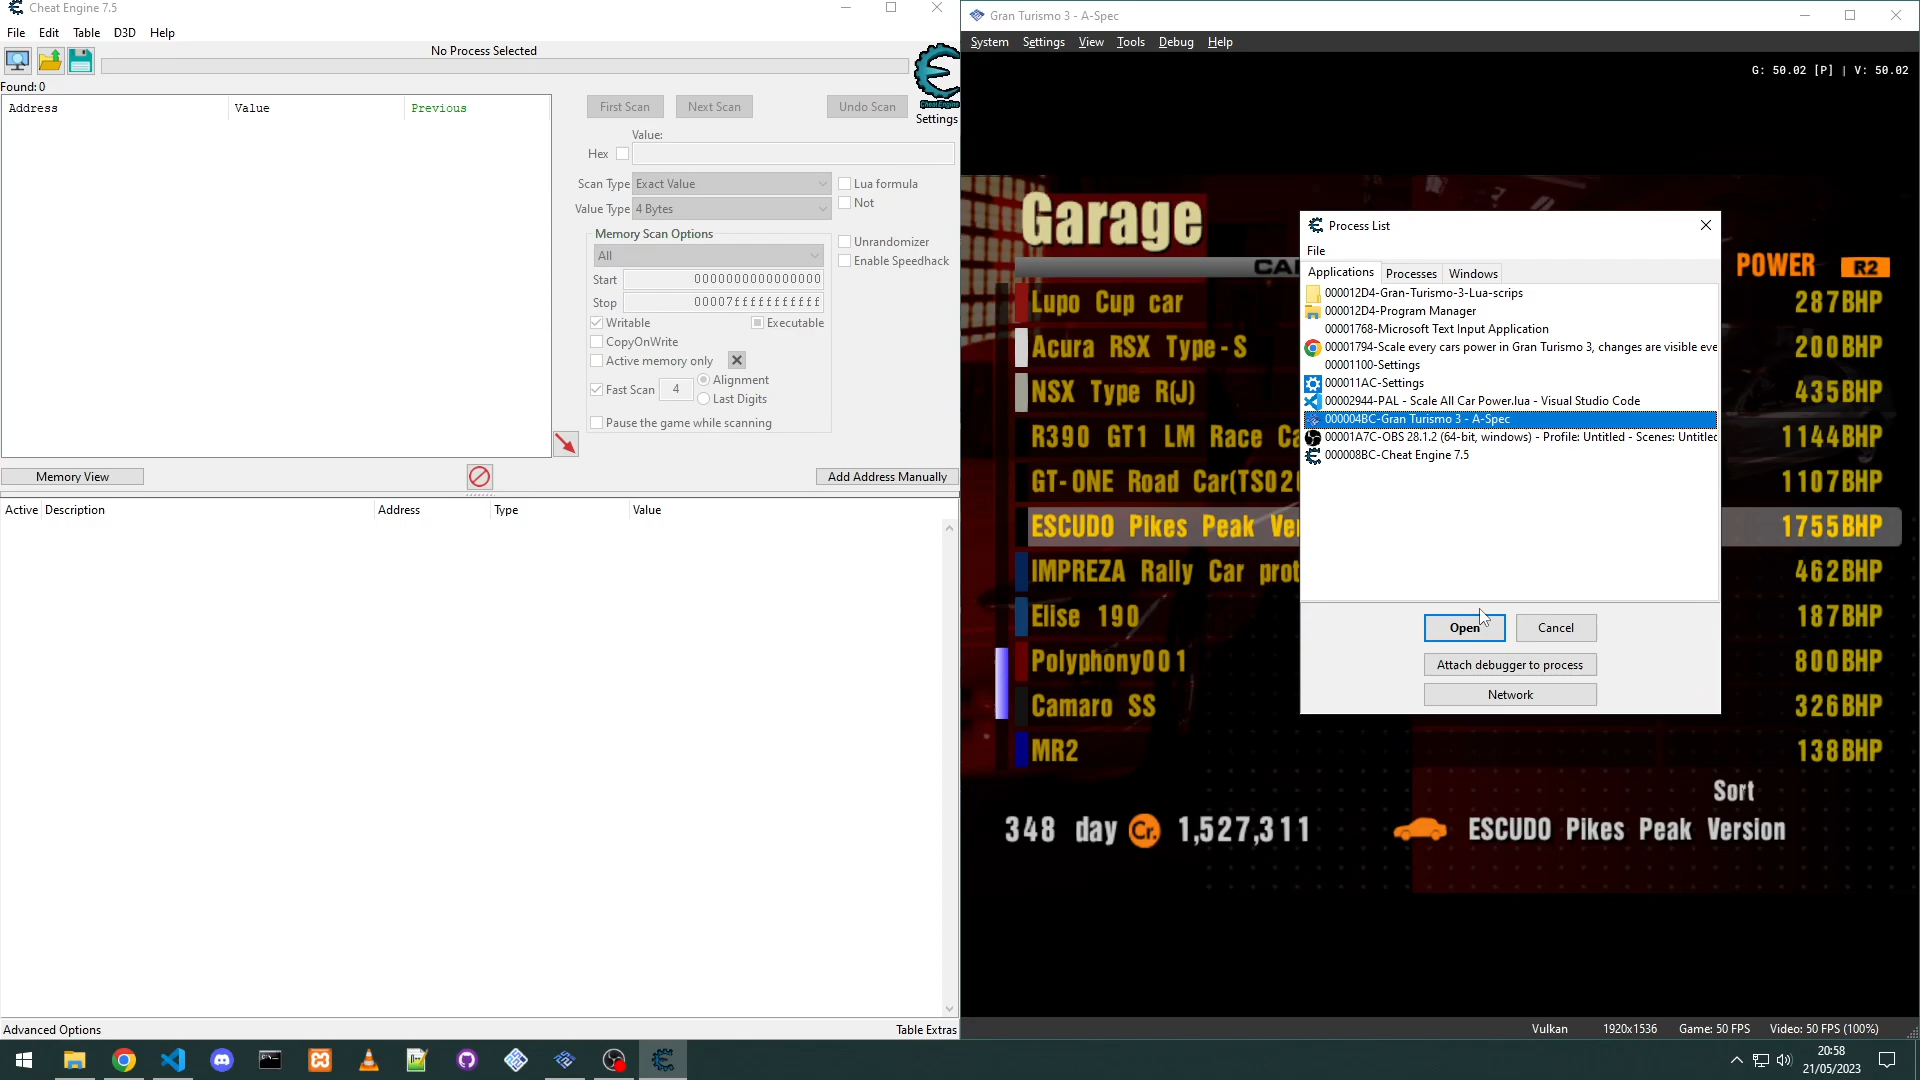 Cheat Engine 7.5
File Edit Table D3D Help
No Process Selected
Found: 0
Address Value Previous
First Scan Next Scan Undo Scan
Cheat Engine
Settings
Value:
Hex
Scan Type Exact Value Lua formula
Not
Value Type 4 Bytes
Memory Scan Options
All
Unrandomizer
Enable Speedhack
Start 0000000000000000
Stop 00007fffffffffff
Writable Executable
CopyOnWrite
Active memory only
Fast Scan 4 Alignment
Last Digits
Pause the game while scanning
Memory View Add Address Manually
Active Description Address Type Value
Advanced Options Table Extras
Gran Turismo 3 - A-Spec
System Settings View Tools Debug Help
G: 50.02 [P] | V: 50.02
Garage
CA
POWER R2
Lupo Cup car 287BHP
Acura RSX Type-S 200BHP
NSX Type R(J) 435BHP
R390 GT1 LM Race Ca 1144BHP
GT-ONE Road Car(TS02 1107BHP
ESCUDO Pikes Peak Ve 1755BHP
IMPREZA Rally Car prot 462BHP
Elise 190 187BHP
Polyphony001 800BHP
Camaro SS 326BHP
MR2 138BHP
Sort
348 day Cr. 1,527,311 ESCUDO Pikes Peak Version
Process List
File
Applications Processes Windows
000012D4-Gran-Turismo-3-Lua-scrips
000012D4-Program Manager
00001768-Microsoft Text Input Application
00001794-Scale every cars power in Gran Turismo 3, changes are visible eve
00001100-Settings
000011AC-Settings
00002944-PAL - Scale All Car Power.lua - Visual Studio Code
000004BC-Gran Turismo 3 - A-Spec
00001A7C-OBS 28.1.2 (64-bit, windows) - Profile: Untitled - Scenes: Untitled
000008BC-Cheat Engine 7.5
Open Cancel
Attach debugger to process
Network
Vulkan 1920x1536 Game: 50 FPS Video: 50 FPS (100%)
20:58
21/05/2023